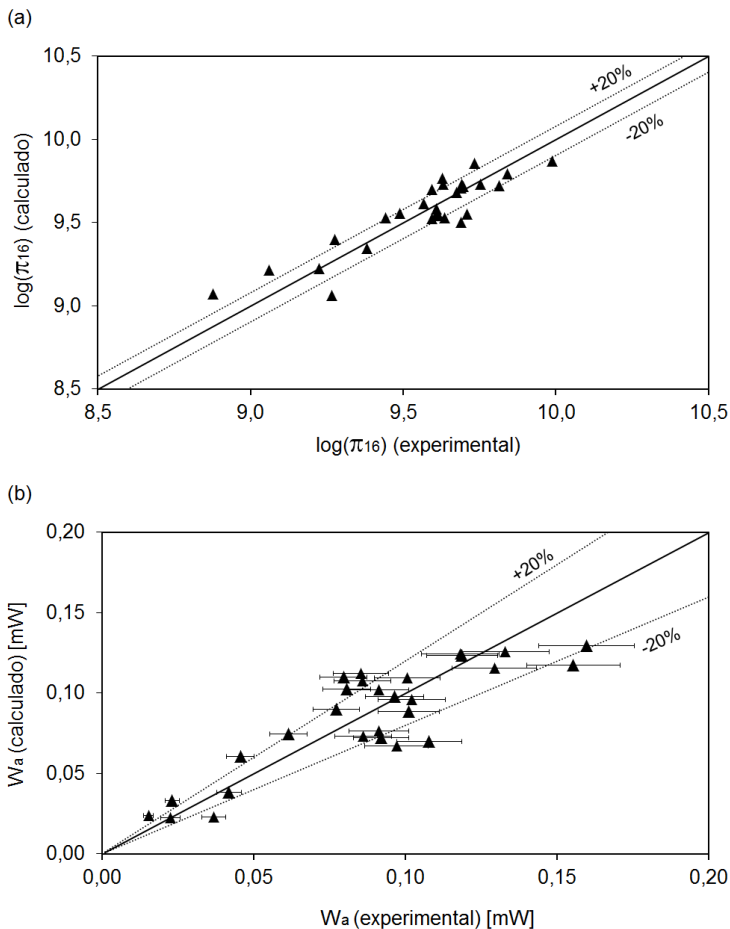 (a)
10,5
10,0
9,5
9,0
8,5
log(π16) (calculado)
+20%
-20%
8,5 9,0 9,5 10,0 10,5
log(π16) (experimental)
(b)
0,20
0,15
0,10
0,05
0,00
Wa (calculado) [mW]
+20%
-20%
0,00 0,05 0,10 0,15 0,20
Wa (experimental) [mW]